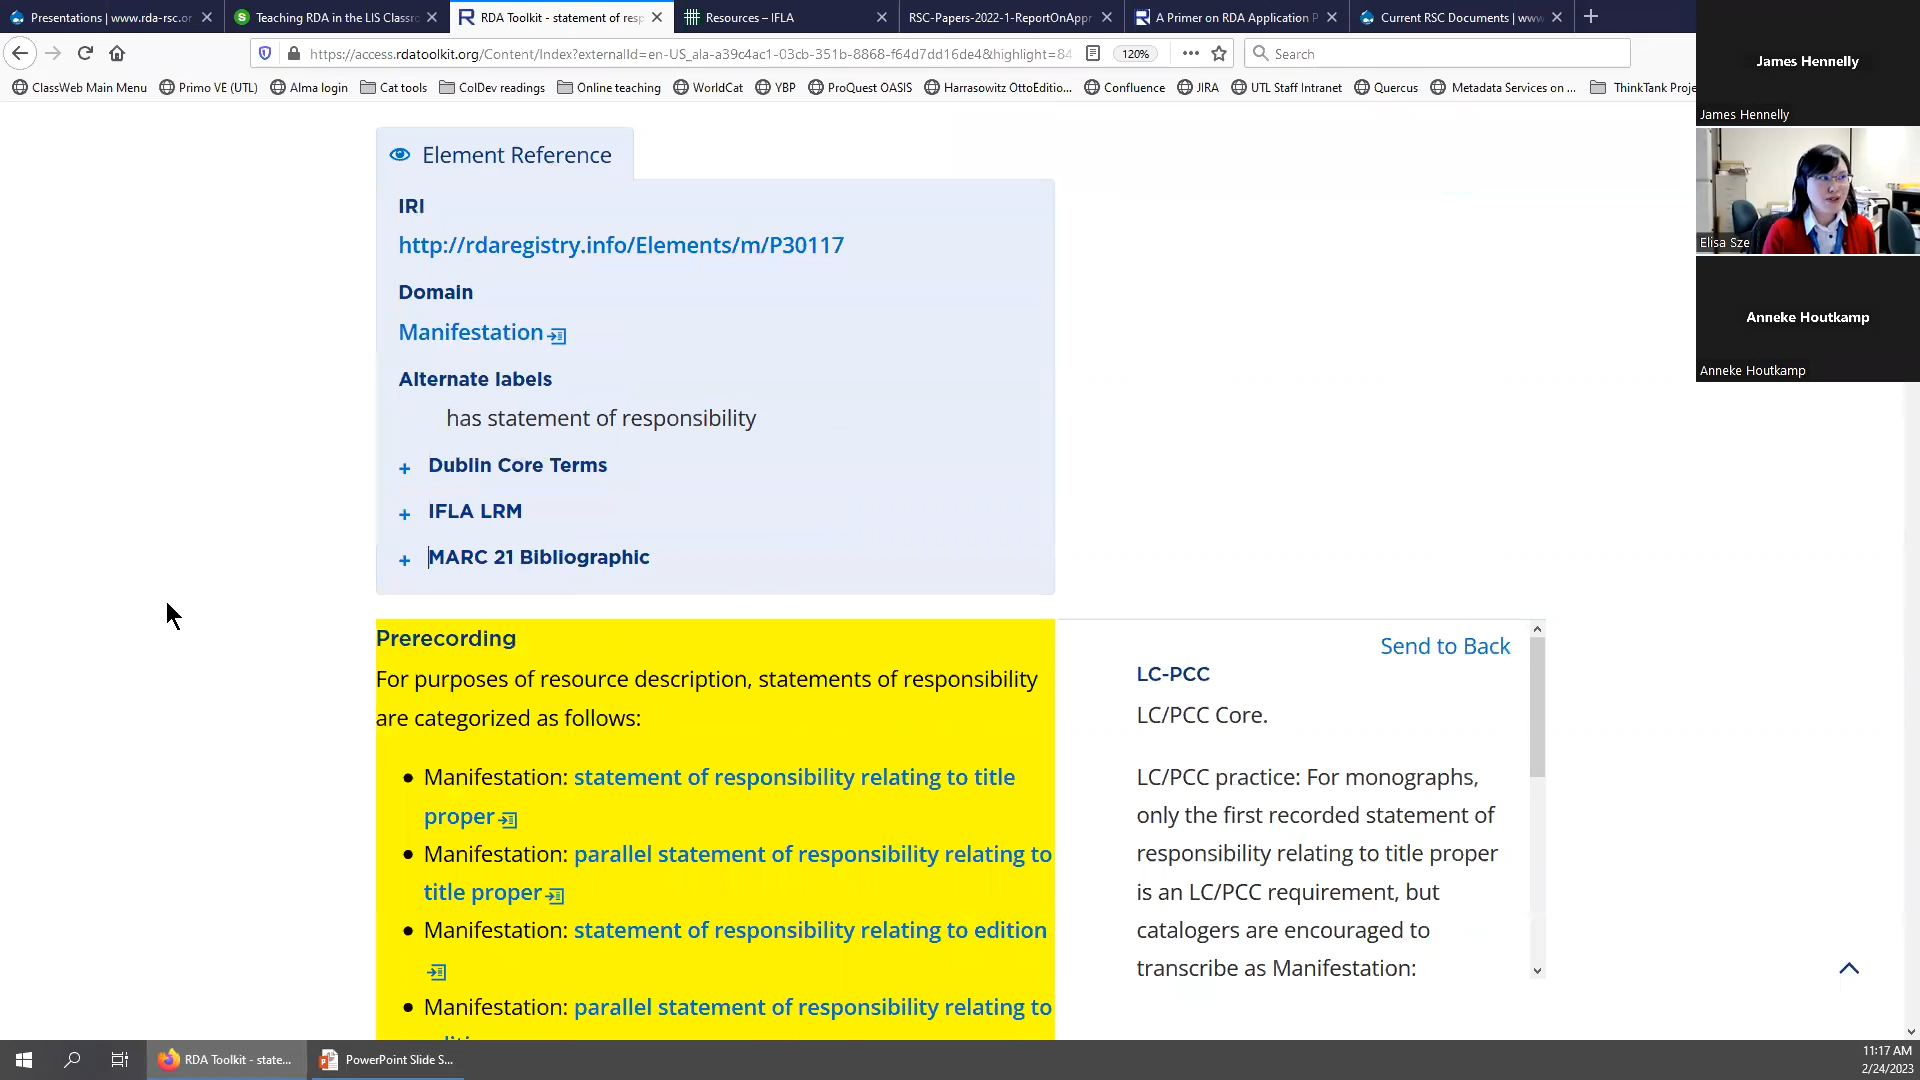 Presentations | www.rda-rsc.or
Teaching RDA in the LIS Classro
RDA Toolkit - statement of resp
Resources – IFLA
RSC-Papers-2022-1-ReportOnAppr
A Primer on RDA Application P
Current RSC Documents | www
https://access.rdatoolkit.org/Content/Index?externalId=en-US_ala-a39c4ac1-03cb-351b-8868-f64d7dd16de4&highlight=84
120%
Search
ClassWeb Main Menu
Primo VE (UTL)
Alma login
Cat tools
ColDev readings
Online teaching
WorldCat
YBP
ProQuest OASIS
Harrasowitz OttoEditio...
Confluence
JIRA
UTL Staff Intranet
Quercus
Metadata Services on ...
ThinkTank Proje
James Hennelly
James Hennelly
Elisa Sze
Anneke Houtkamp
Anneke Houtkamp
Element Reference
IRI
http://rdaregistry.info/Elements/m/P30117
Domain
Manifestation
Alternate labels
has statement of responsibility
+ Dublin Core Terms
+ IFLA LRM
+ MARC 21 Bibliographic
Prerecording
For purposes of resource description, statements of responsibility
are categorized as follows:
• Manifestation: statement of responsibility relating to title
proper
• Manifestation: parallel statement of responsibility relating to
title proper
• Manifestation: statement of responsibility relating to edition
• Manifestation: parallel statement of responsibility relating to
Send to Back
LC-PCC
LC/PCC Core.
LC/PCC practice: For monographs,
only the first recorded statement of
responsibility relating to title proper
is an LC/PCC requirement, but
catalogers are encouraged to
transcribe as Manifestation:
RDA Toolkit - state...
PowerPoint Slide S...
11:17 AM
2/24/2023